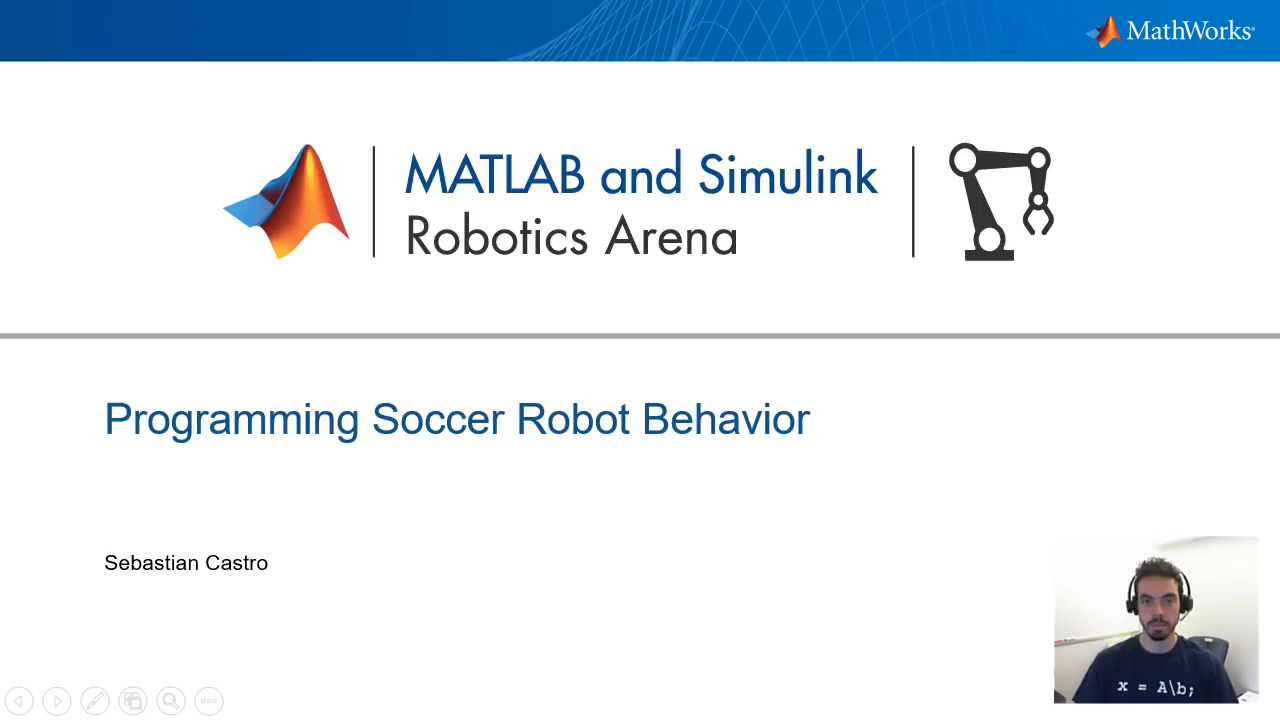 MathWorks®
MATLAB and Simulink
Robotics Arena
Programming Soccer Robot Behavior
Sebastian Castro
x = A\b;